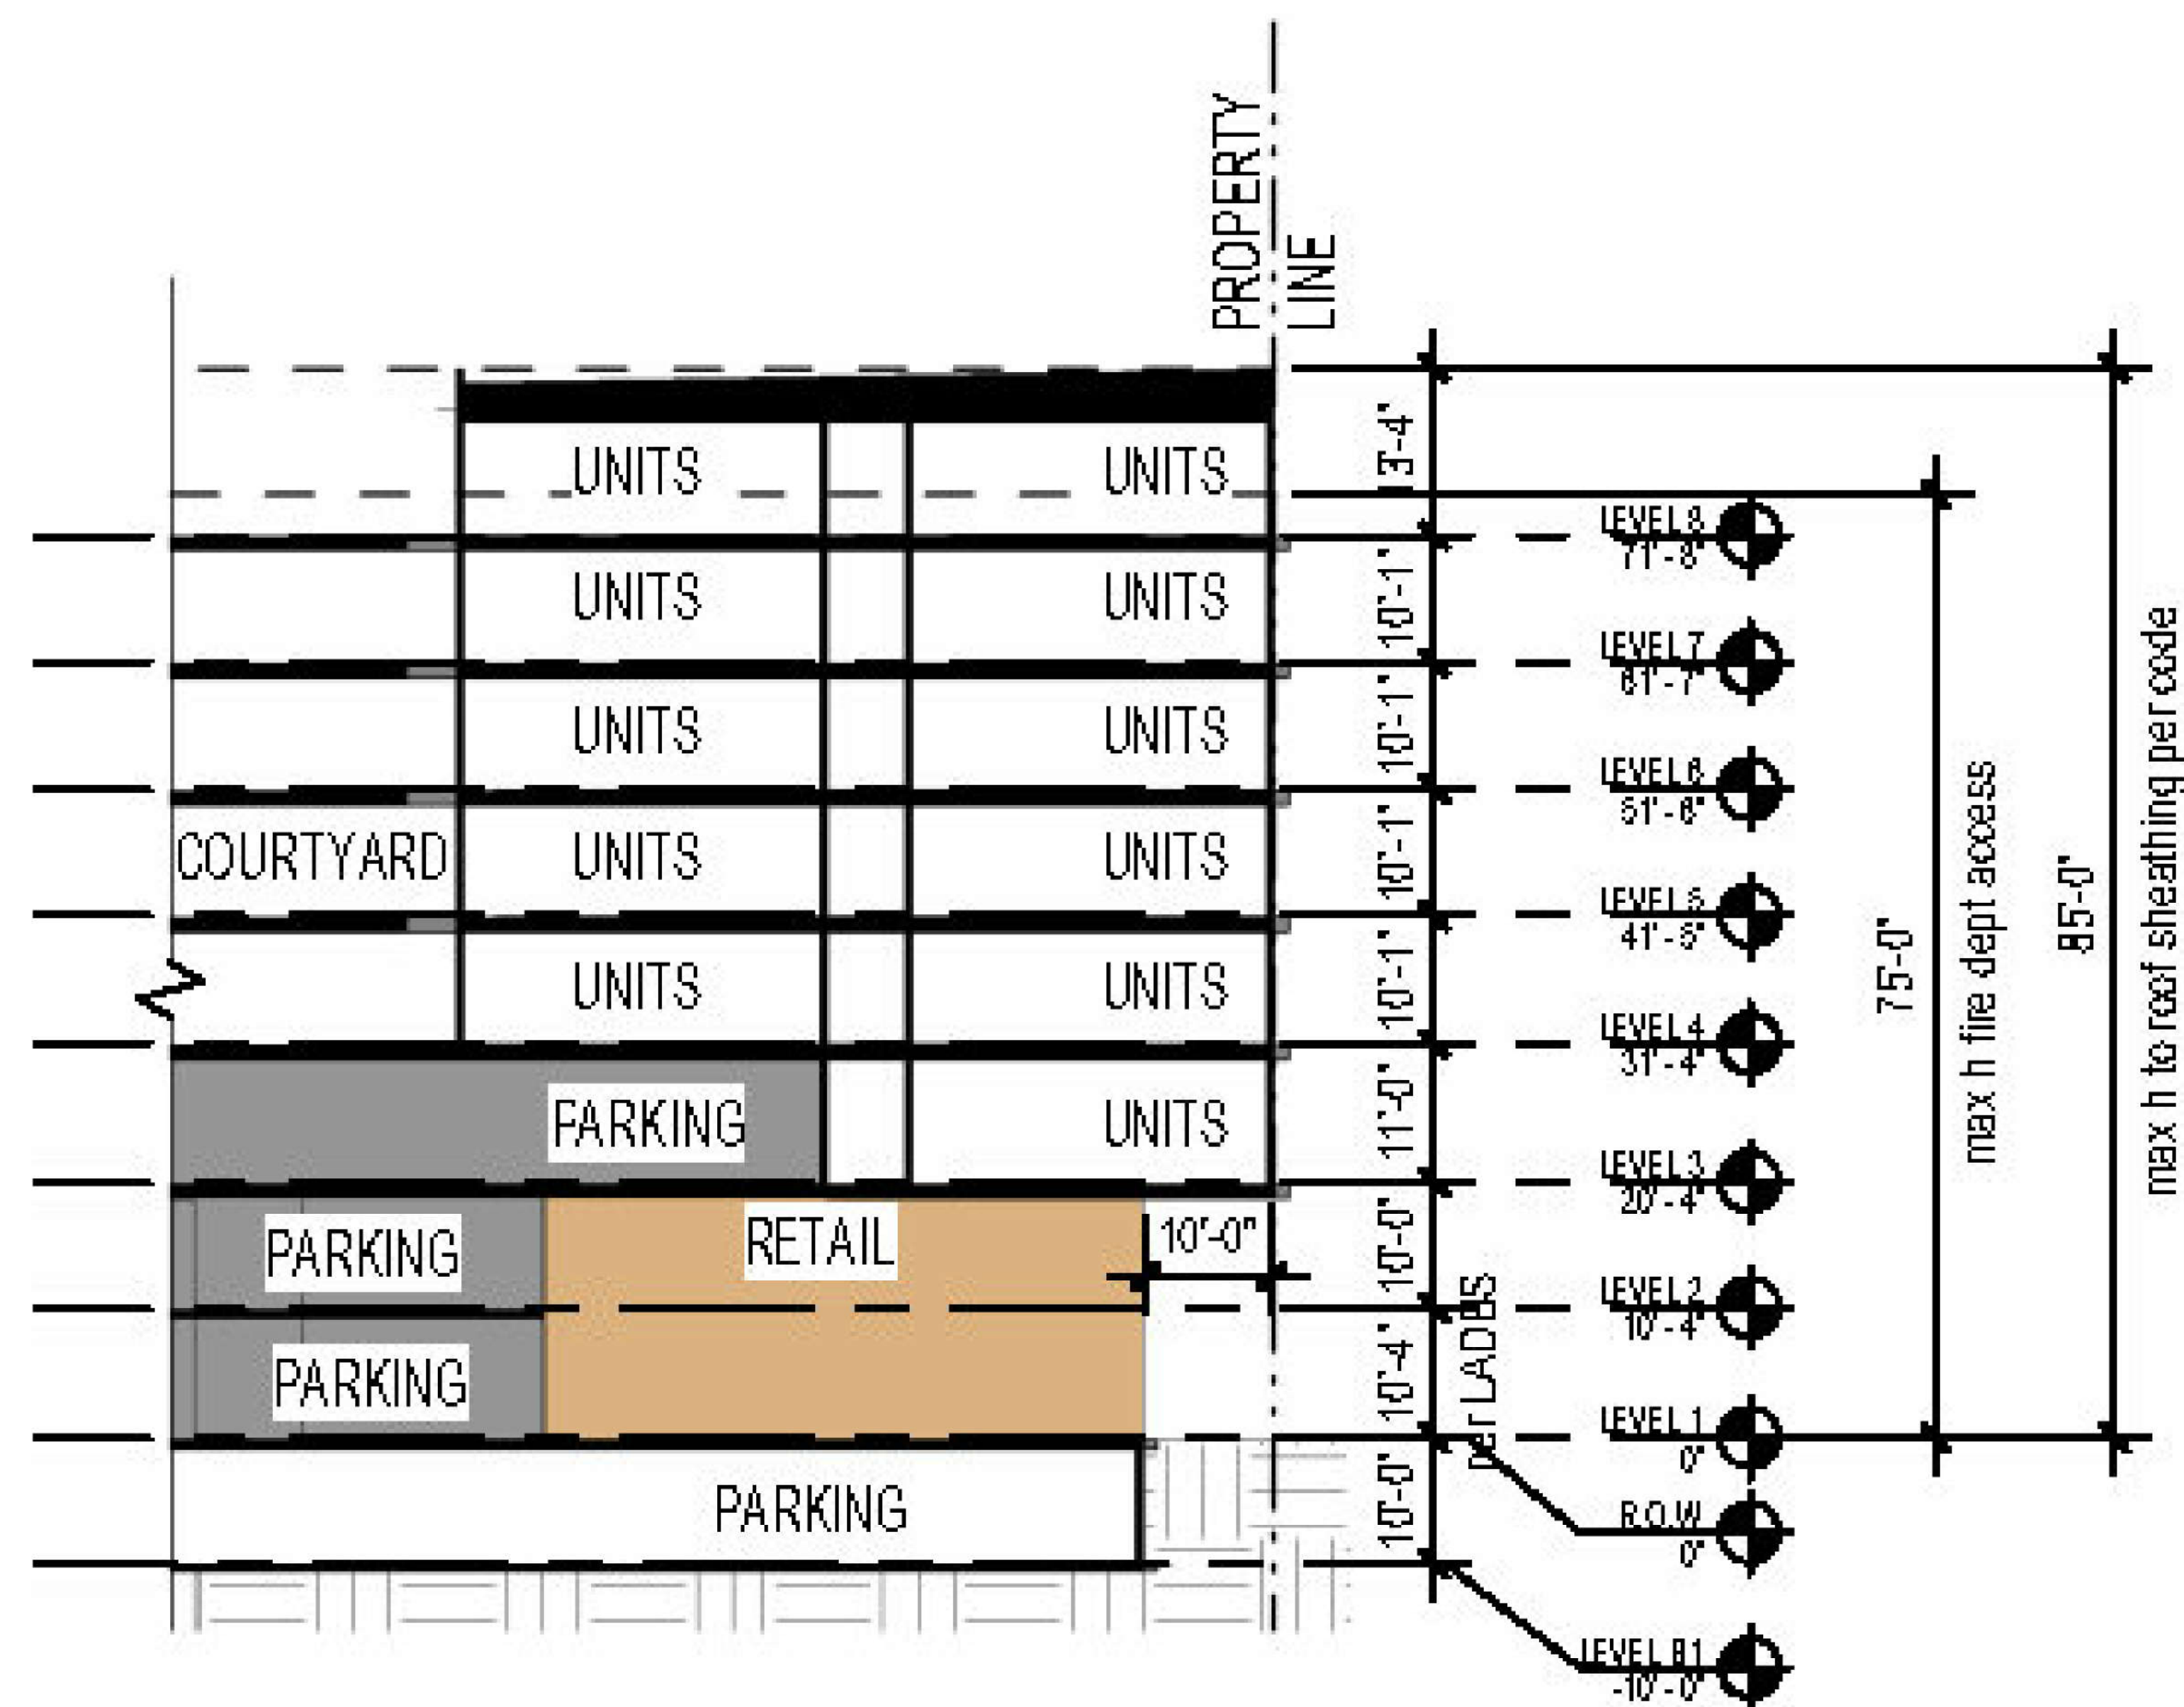 PROPERTY
LINE
UNITS
UNITS
13'-4"
LEVEL 8
71'-8"
UNITS
UNITS
10'-1"
LEVEL 7
61'-7"
UNITS
UNITS
10'-1"
LEVEL 6
51'-6"
COURTYARD
UNITS
UNITS
10'-1"
LEVEL 5
41'-5"
UNITS
UNITS
10'-1"
LEVEL 4
31'-4"
PARKING
UNITS
11'-0"
LEVEL 3
20'-4"
PARKING
RETAIL
10'-0"
10'-0"
LEVEL 2
10'-4"
PARKING
10'-4"
per LADBS
LEVEL 1
0"
PARKING
10'-0"
R.O.W
0"
LEVEL B1
-10'-0"
75'-0"
max h fire dept access
85'-0"
max h to roof sheathing per code